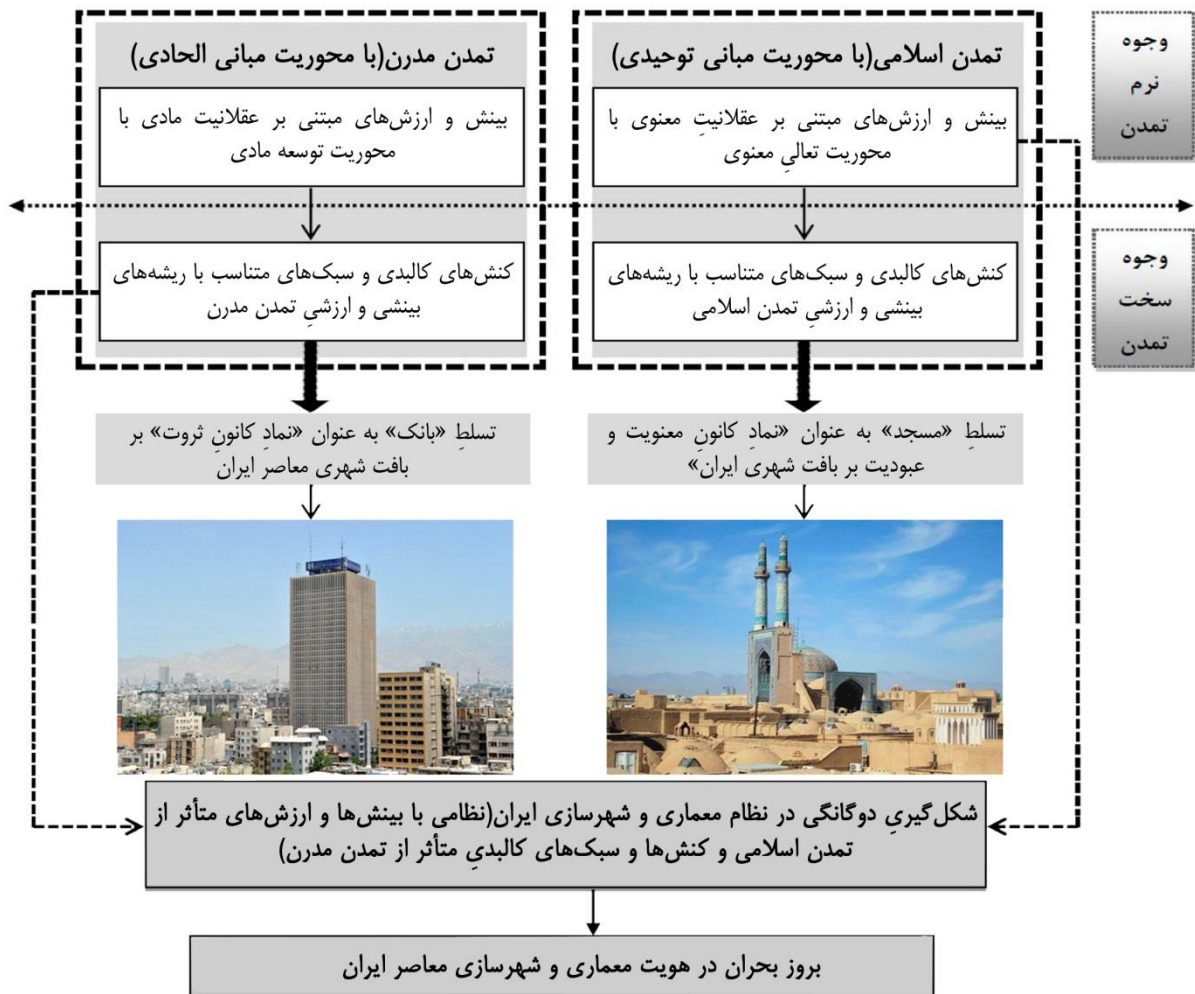 وجوه
نرم
تمدن
تمدن اسلامی(با محوریت مبانی توحیدی)
بینش و ارزش‌های مبتنی بر عقلانیتِ معنوی با
محوریت تعالیِ معنوی
تمدن مدرن(با محوریت مبانی الحادی)
بینش و ارزش‌های مبتنی بر عقلانیت مادی با
محوریت توسعه مادی
وجوه
سخت
تمدن
کنش‌های کالبدی و سبک‌های متناسب با ریشه‌های
بینشی و ارزشیِ تمدن اسلامی
کنش‌های کالبدی و سبک‌های متناسب با ریشه‌های
بینشی و ارزشیِ تمدن مدرن
تسلطِ «مسجد» به عنوان «نمادِ کانونِ معنویت و
عبودیت بر بافت شهری ایران»
تسلطِ «بانک» به عنوان «نمادِ کانونِ ثروت» بر
بافت شهری معاصر ایران
شکل‌گیریِ دوگانگی در نظام معماری و شهرسازی ایران(نظامی با بینش‌ها و ارزش‌های متأثر از
تمدن اسلامی و کنش‌ها و سبک‌های کالبدیِ متأثر از تمدن مدرن)
بروز بحران در هویت معماری و شهرسازی معاصر ایران